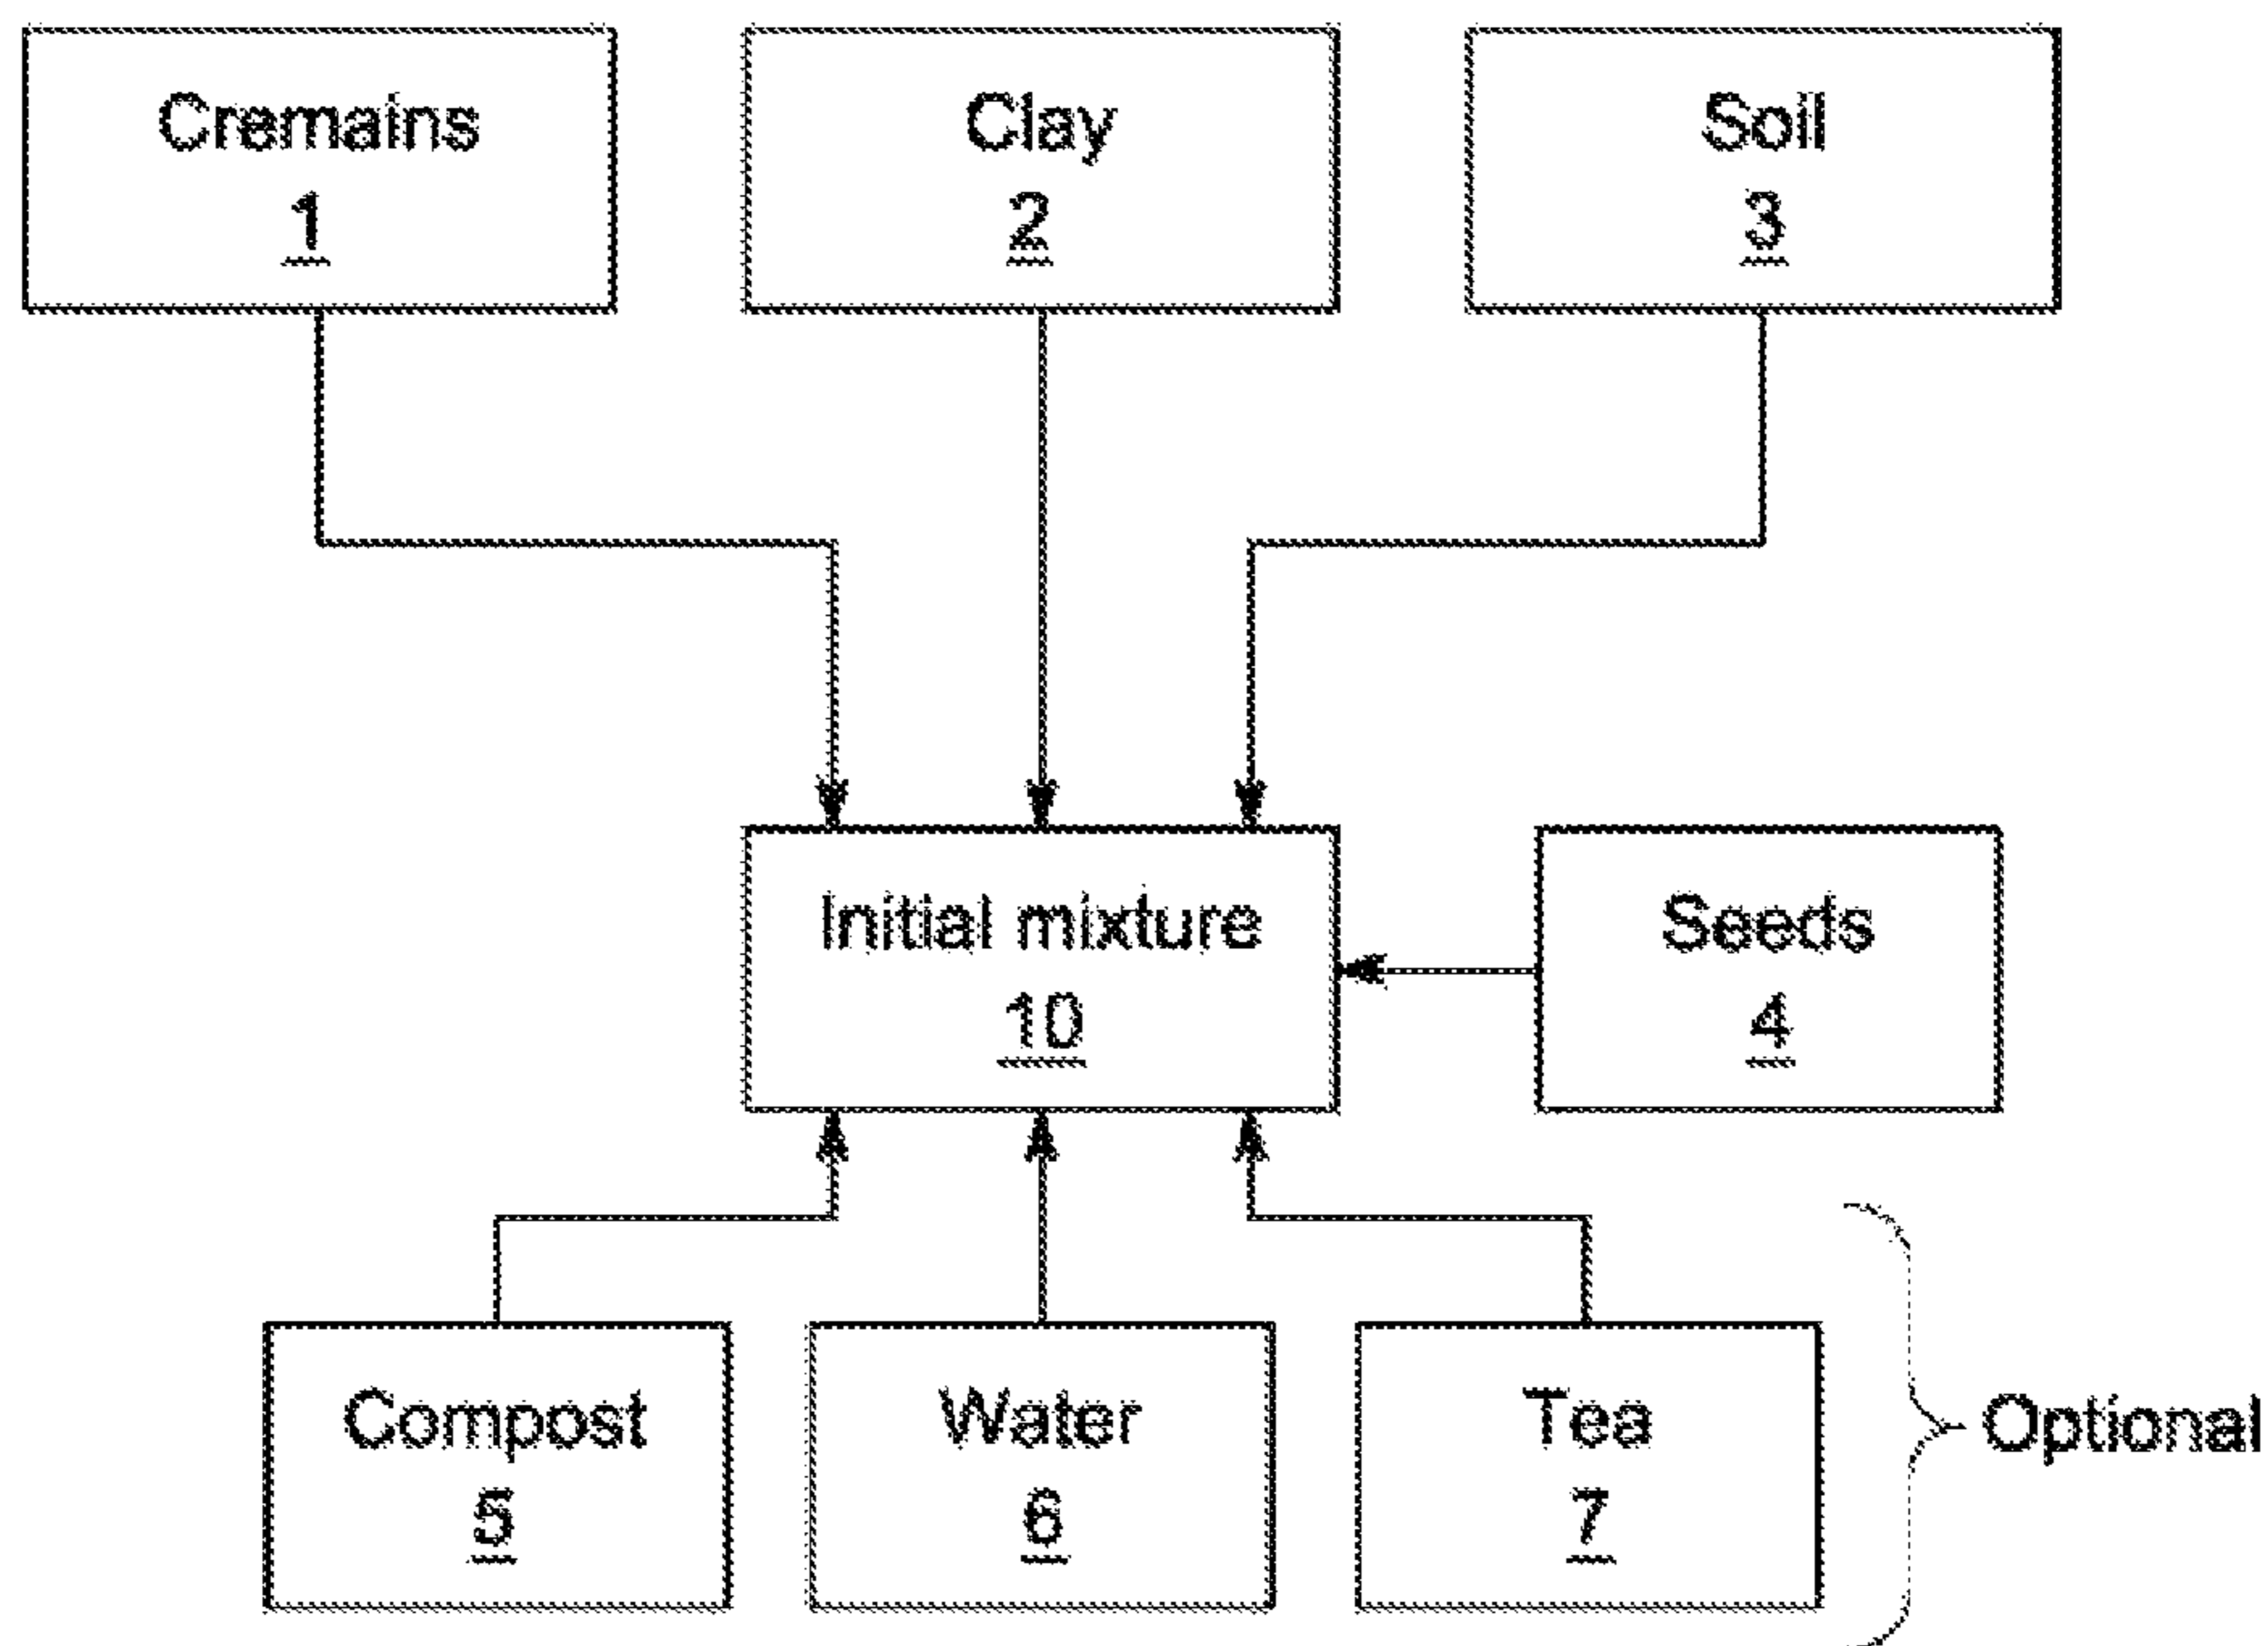 Cremains
1
Clay
2
Soil
3
Initial mixture
10
Seeds
4
Compost
5
Water
6
Tea
7
Optional